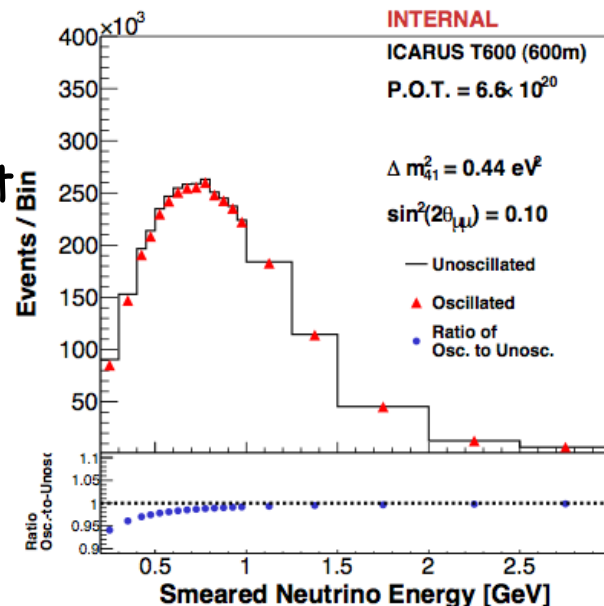 ×10³
400
350
300
250
200
150
100
50
Events / Bin
t
INTERNAL
ICARUS T600 (600m)
P.O.T. = 6.6× 10²⁰
Δ m²₄₁ = 0.44 eV²
sin²(2θμμ) = 0.10
Unoscillated
Oscillated
Ratio of
Osc. to Unosc.
1.1
1.05
1
0.95
0.9
Ratio
Osc.-to-Unosc
0.5 1 1.5 2 2.5
Smeared Neutrino Energy [GeV]